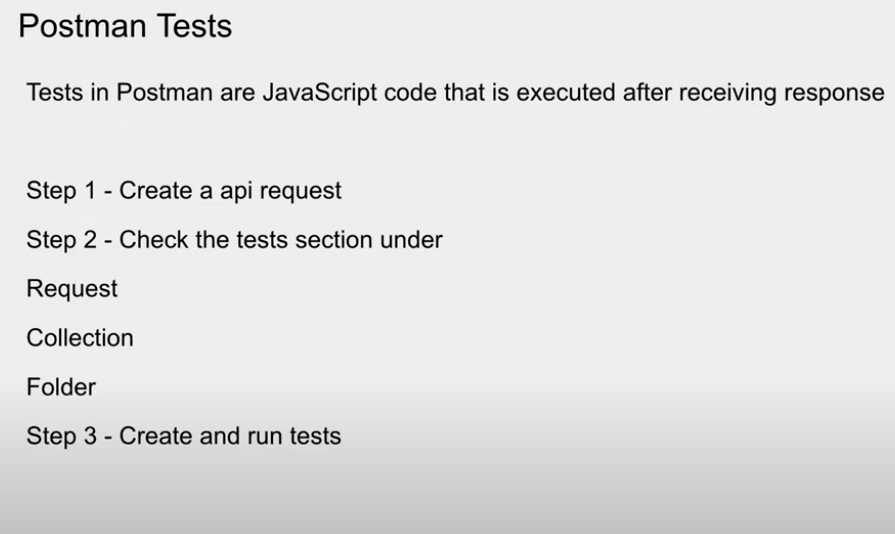 Postman Tests
Tests in Postman are JavaScript code that is executed after receiving response
Step 1 - Create a api request
Step 2 - Check the tests section under
Request
Collection
Folder
Step 3 - Create and run tests